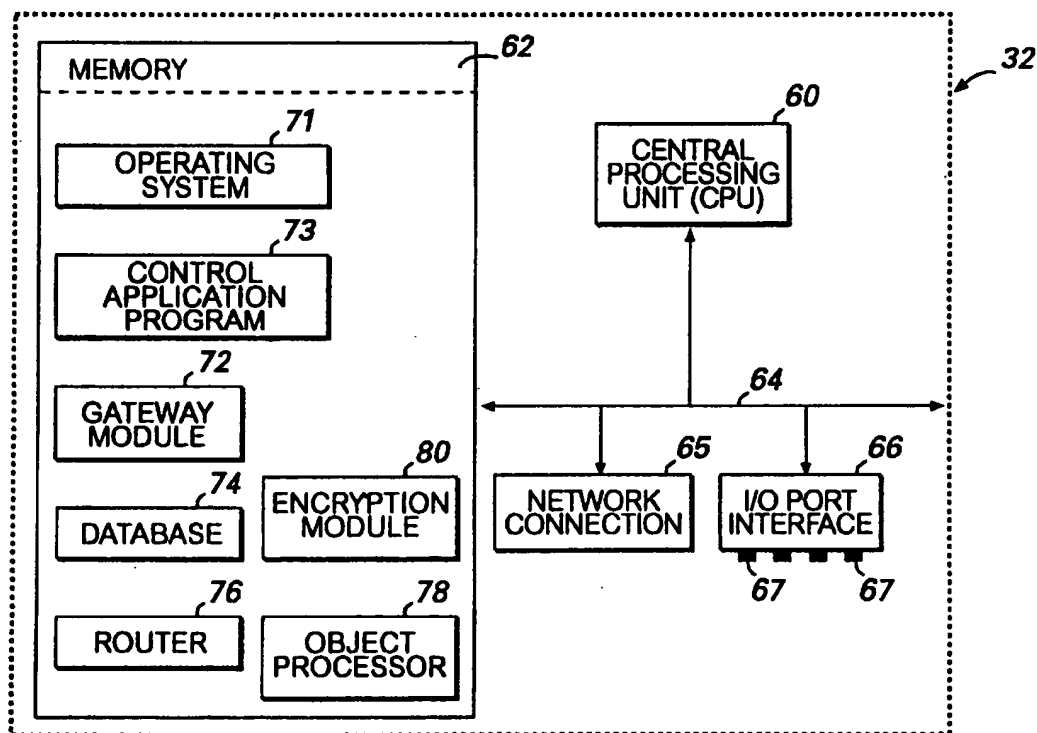 62
MEMORY
32
71
OPERATING
SYSTEM
60
CENTRAL
PROCESSING
UNIT (CPU)
73
CONTROL
APPLICATION
PROGRAM
72
GATEWAY
MODULE
64
80
ENCRYPTION
MODULE
65
NETWORK
CONNECTION
66
I/O PORT
INTERFACE
67
67
74
DATABASE
76
ROUTER
78
OBJECT
PROCESSOR